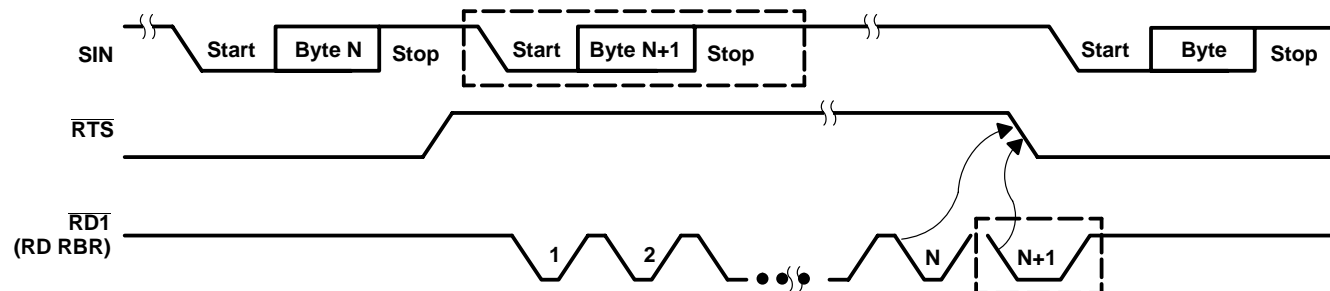 SIN Start Byte N Stop Start Byte N+1 Stop Start Byte Stop
RTS
RD1
(RD RBR)
1 2 N N+1